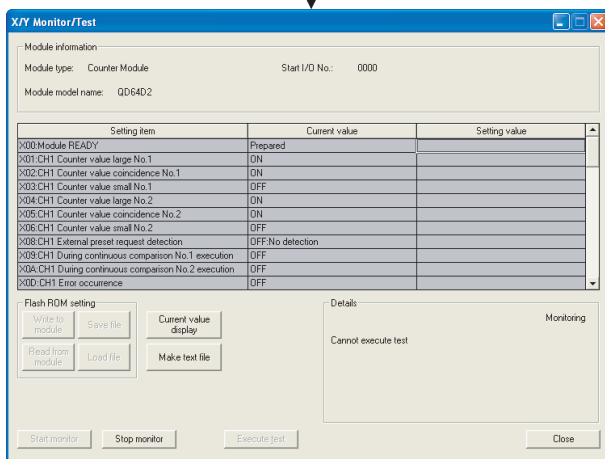 X/Y Monitor/Test
Module information
Module type: Counter Module Start I/O No.: 0000
Module model name: QD64D2
Setting item Current value Setting value
X00:Module READY Prepared
X01:CH1 Counter value large No.1 ON
X02:CH1 Counter value coincidence No.1 ON
X03:CH1 Counter value small No.1 OFF
X04:CH1 Counter value large No.2 ON
X05:CH1 Counter value coincidence No.2 ON
X06:CH1 Counter value small No.2 OFF
X08:CH1 External preset request detection OFF:No detection
X09:CH1 During continuous comparison No.1 execution OFF
X0A:CH1 During continuous comparison No.2 execution OFF
X0D:CH1 Error occurrence OFF
Flash ROM setting Details
Write to module Save file Current value display Monitoring
Cannot execute test
Read from module Load file Make text file
Start monitor Stop monitor Execute test Close